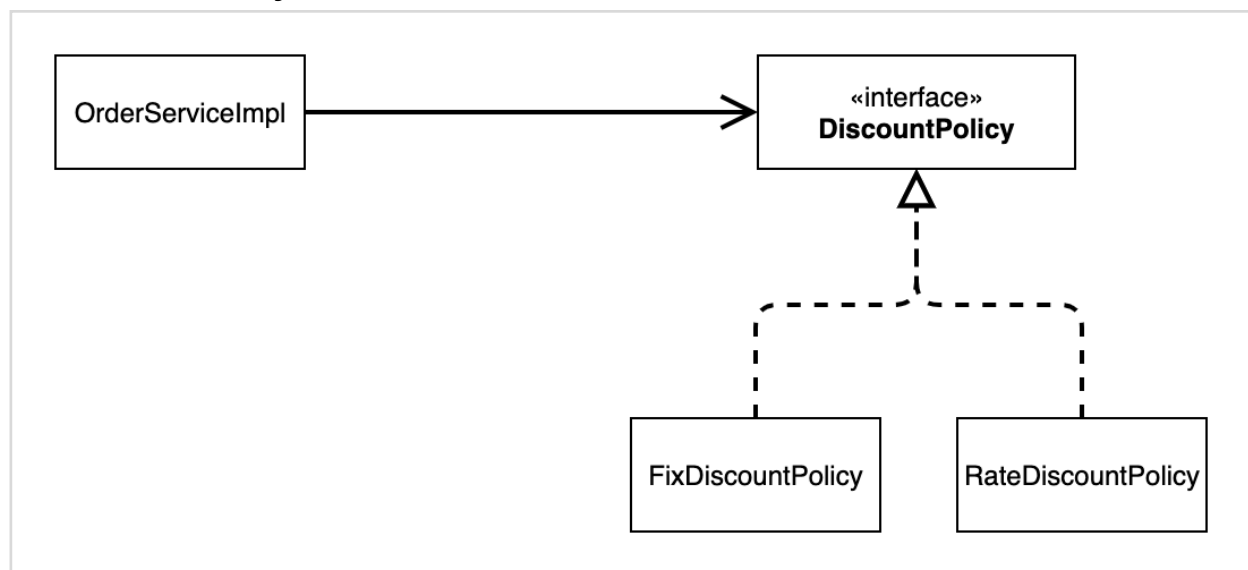 OrderServiceImpl
«interface»
DiscountPolicy
FixDiscountPolicy
RateDiscountPolicy